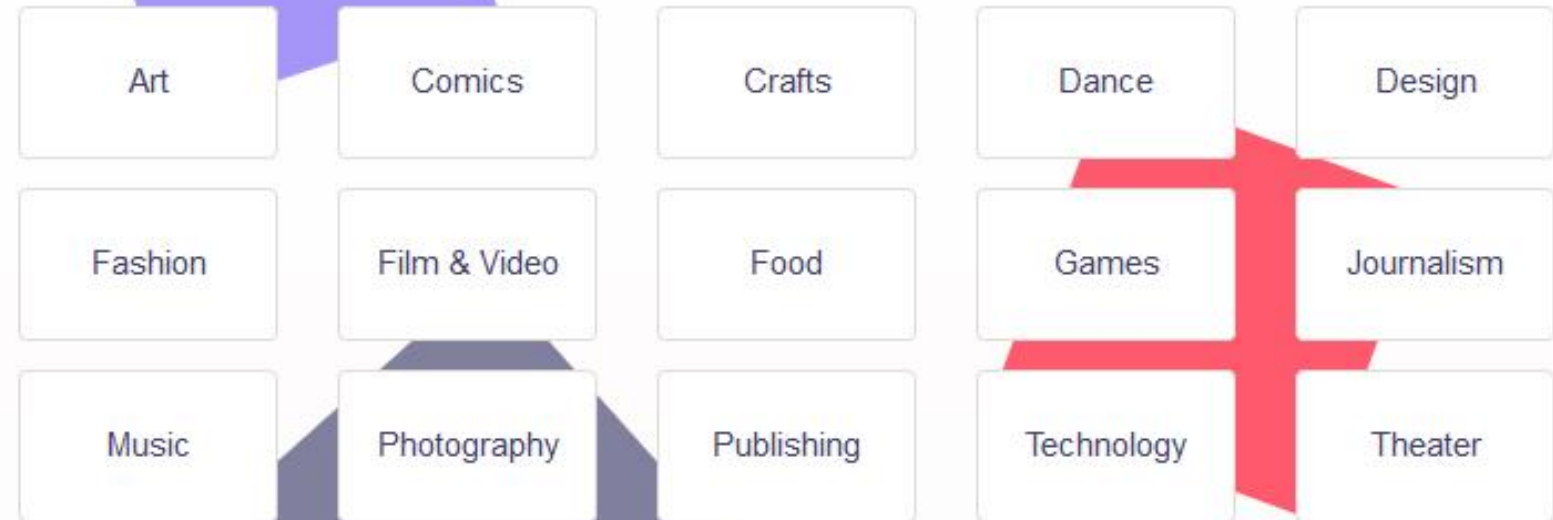 Art
Comics
Crafts
Dance
Design
Fashion
Film & Video
Food
Games
Journalism
Music
Photography
Publishing
Technology
Theater